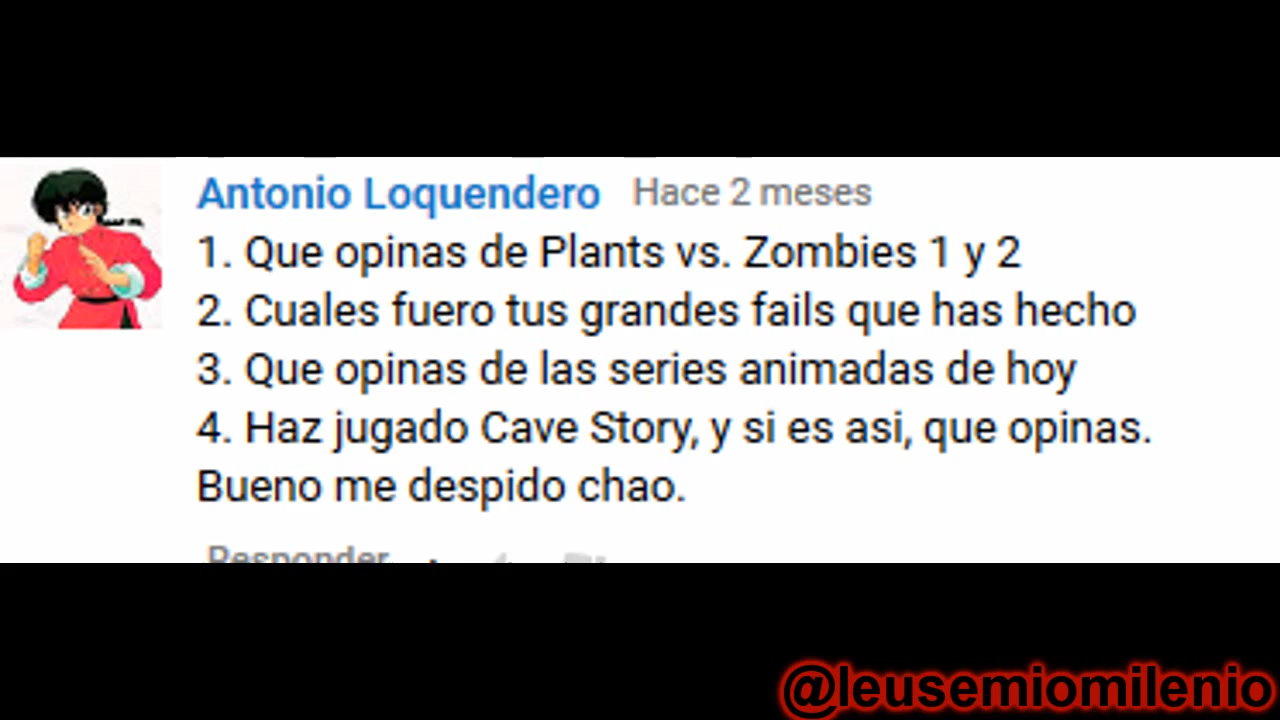 Antonio Loquendero Hace 2 meses
1. Que opinas de Plants vs. Zombies 1 y 2
2. Cuales fuero tus grandes fails que has hecho
3. Que opinas de las series animadas de hoy
4. Haz jugado Cave Story, y si es asi, que opinas.
Bueno me despido chao.
Responder
@leusemiomilenio